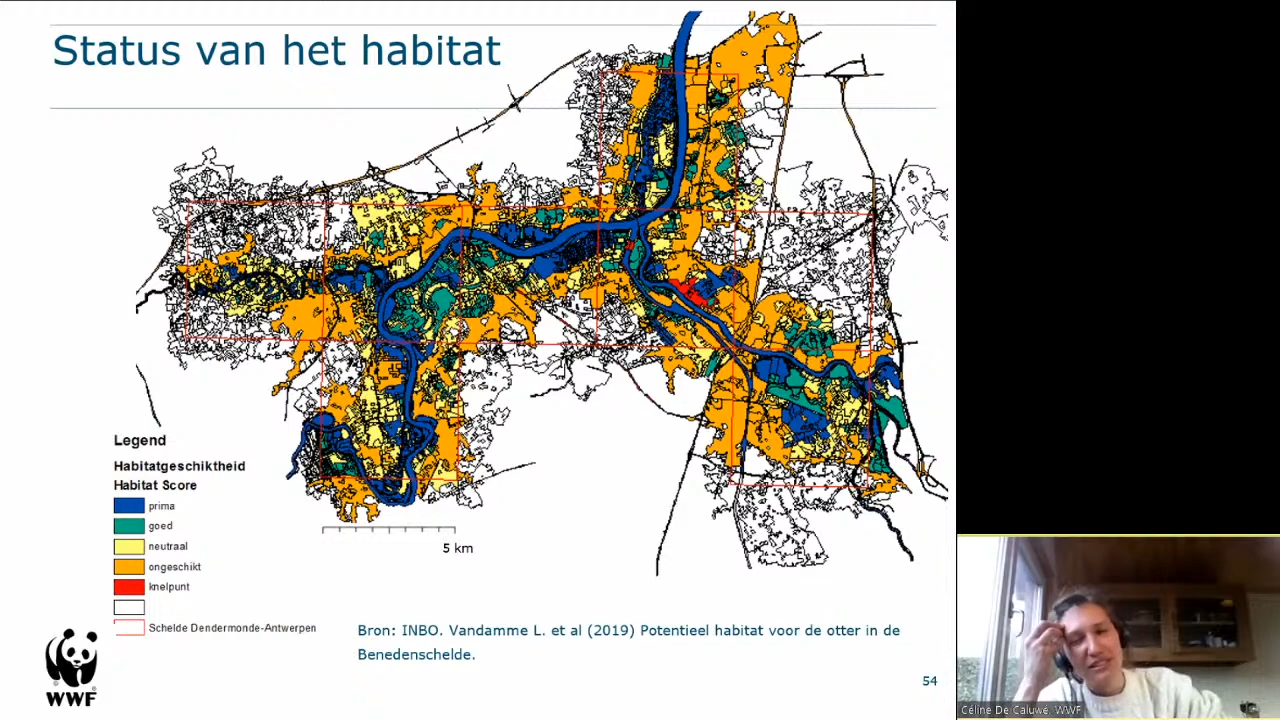 Status van het habitat
Legend
Habitatgeschiktheid
Habitat Score
prima
goed
neutraal
ongeschikt
knelpunt
Schelde Dendermonde-Antwerpen
5 km
Bron: INBO. Vandamme L. et al (2019) Potentieel habitat voor de otter in de
Benedenschelde.
WWF
54
Céline De Caluwé, WWF